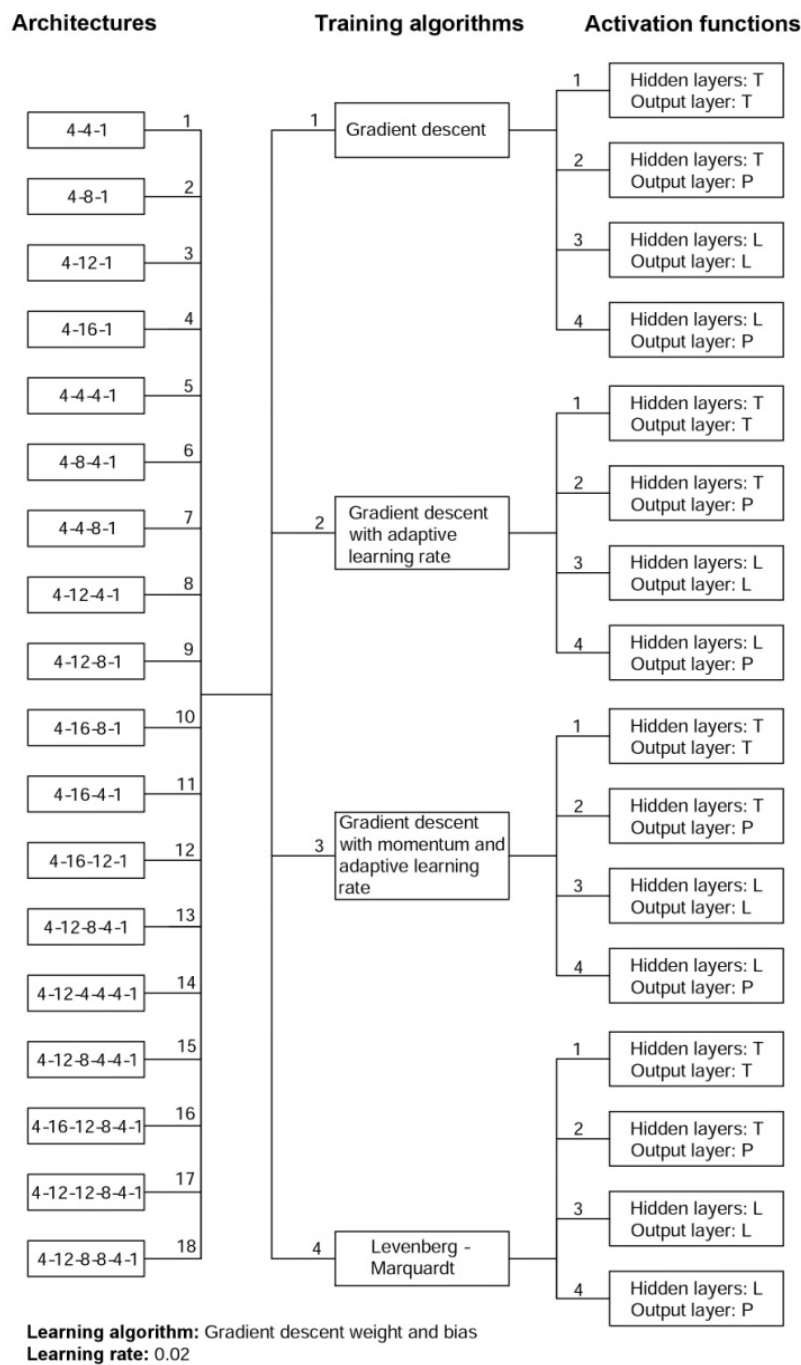 Architectures
Training algorithms
Activation functions
4-4-1
1
4-8-1
2
4-12-1
3
4-16-1
4
4-4-4-1
5
4-8-4-1
6
4-4-8-1
7
4-12-4-1
8
4-12-8-1
9
4-16-8-1
10
4-16-4-1
11
4-16-12-1
12
4-12-8-4-1
13
4-12-4-4-4-1
14
4-12-8-4-4-1
15
4-16-12-8-4-1
16
4-12-12-8-4-1
17
4-12-8-8-4-1
18
1
Gradient descent
1
Hidden layers: T
Output layer: T
2
Hidden layers: T
Output layer: P
3
Hidden layers: L
Output layer: L
4
Hidden layers: L
Output layer: P
2
Gradient descent
with adaptive
learning rate
1
Hidden layers: T
Output layer: T
2
Hidden layers: T
Output layer: P
3
Hidden layers: L
Output layer: L
4
Hidden layers: L
Output layer: P
3
Gradient descent
with momentum and
adaptive learning
rate
1
Hidden layers: T
Output layer: T
2
Hidden layers: T
Output layer: P
3
Hidden layers: L
Output layer: L
4
Hidden layers: L
Output layer: P
4
Levenberg -
Marquardt
1
Hidden layers: T
Output layer: T
2
Hidden layers: T
Output layer: P
3
Hidden layers: L
Output layer: L
4
Hidden layers: L
Output layer: P
Learning algorithm: Gradient descent weight and bias
Learning rate: 0.02